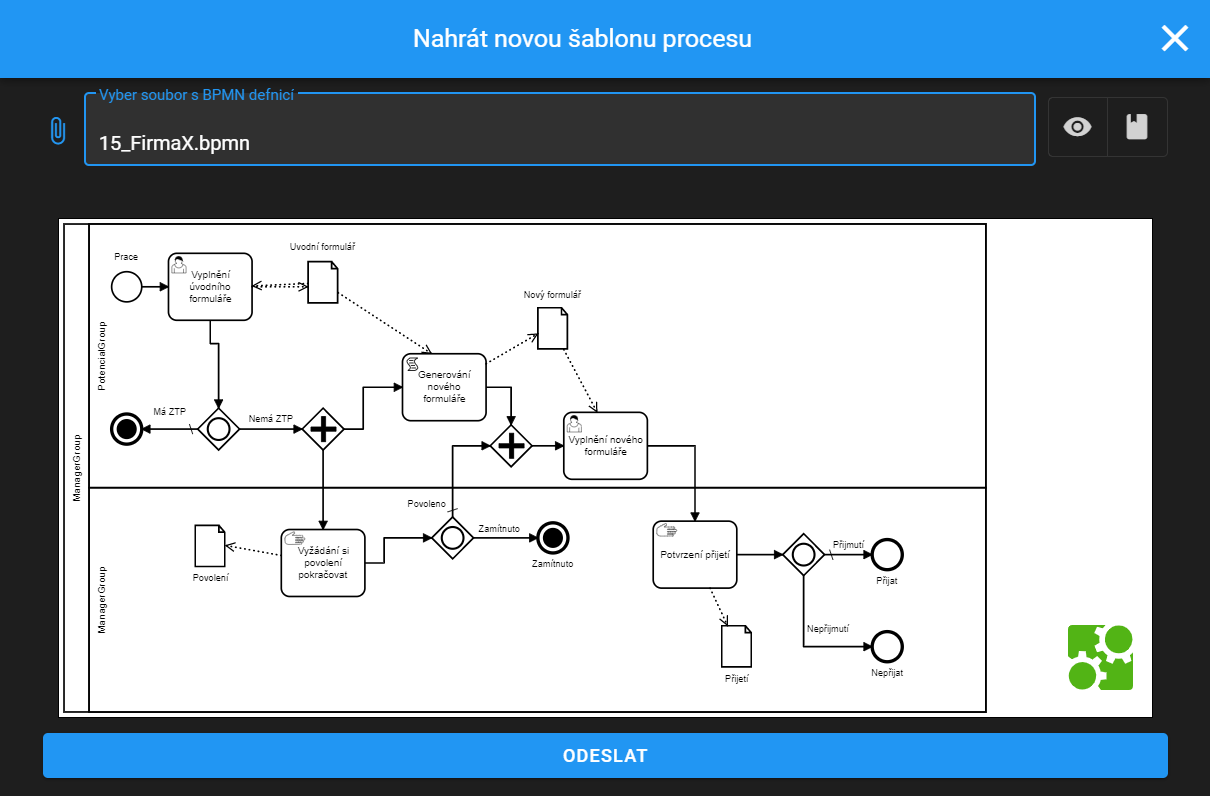 Nahrát novou šablonu procesu
Vyber soubor s BPMN defnicí
15_FirmaX.bpmn
ManagerGroup
PotencialGroup
Prace
Vyplnění
úvodního
formuláře
Úvodní formulář
Nový formulář
Generování
nového
formuláře
Má ZTP
Nemá ZTP
Vyplnění nového
formuláře
ManagerGroup
Povoleno
Zamítnuto
Zamítnuto
Povolení
Vyžádání si
povolení
pokračovat
Potvrzení přijetí
Přijmutí
Přijat
Nepřijmutí
Nepřijat
Přijetí
ODESLAT